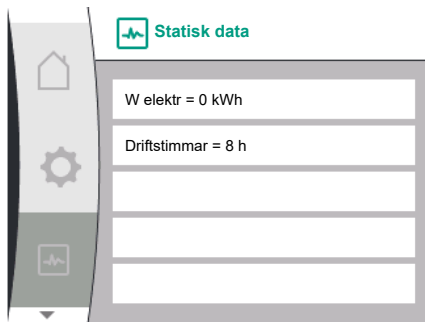 Statisk data
W elektr = 0 kWh
Driftstimmar = 8 h